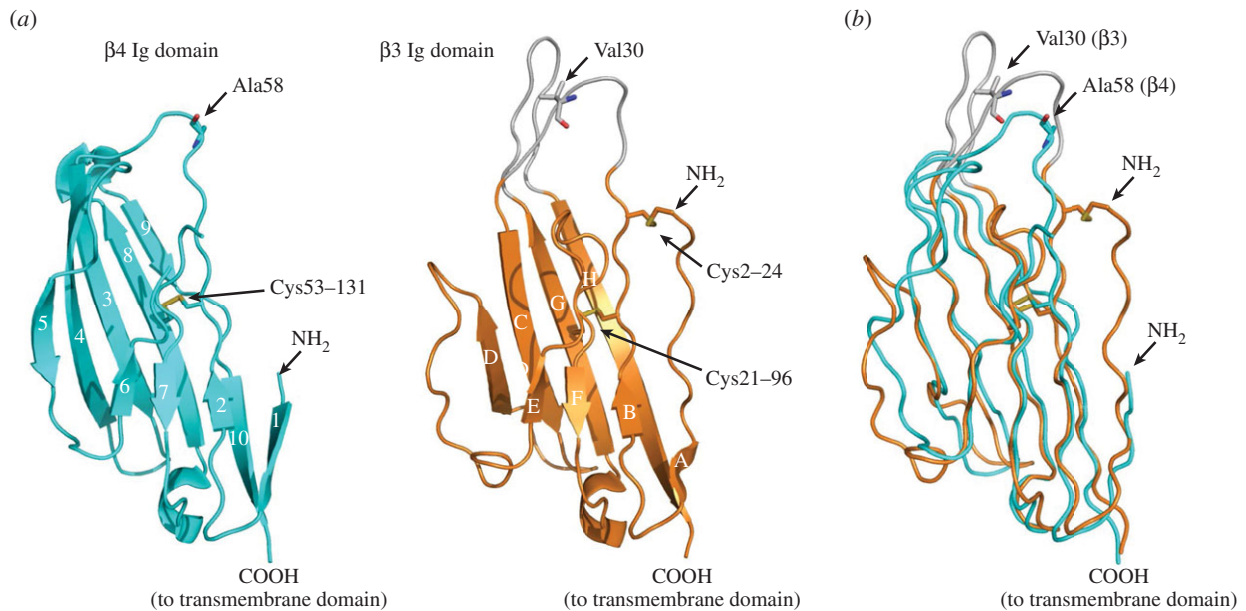 (a)
β4 Ig domain
Ala58
9
8
3
5
4
6
7
2
10
1
Cys53–131
NH2
COOH
(to transmembrane domain)
β3 Ig domain
Val30
NH2
Cys2–24
H
G
C
D
E
F
B
A
Cys21–96
COOH
(to transmembrane domain)
(b)
Val30 (β3)
Ala58 (β4)
NH2
NH2
COOH
(to transmembrane domain)